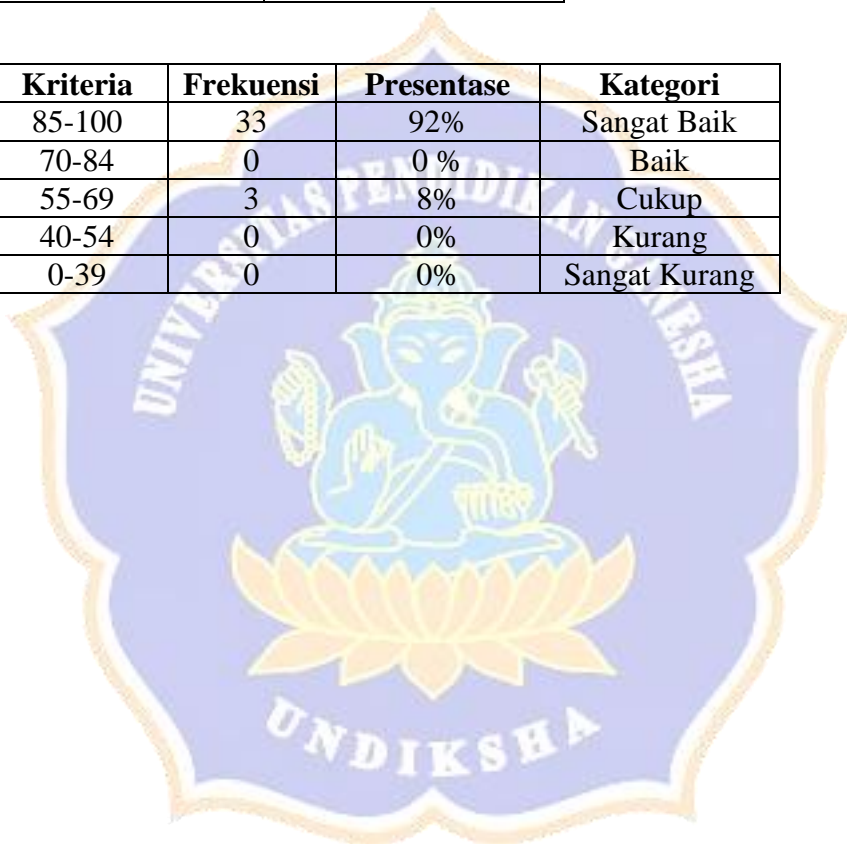 Kriteria Frekuensi Presentase Kategori
85-100 33 92% Sangat Baik
70-84 0 0 % Baik
55-69 3 8% Cukup
40-54 0 0% Kurang
0-39 0 0% Sangat Kurang
UNIVERSITAS PENDIDIKAN GANESHA
UNDIKSHA